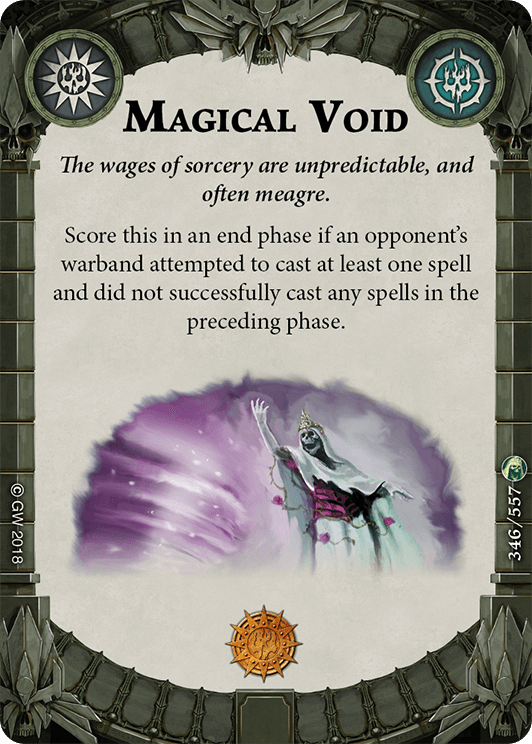 MAGICAL VOID
The wages of sorcery are unpredictable, and
often meagre.
Score this in an end phase if an opponent's
warband attempted to cast at least one spell
and did not successfully cast any spells in the
preceding phase.
© GW 2018
346/557